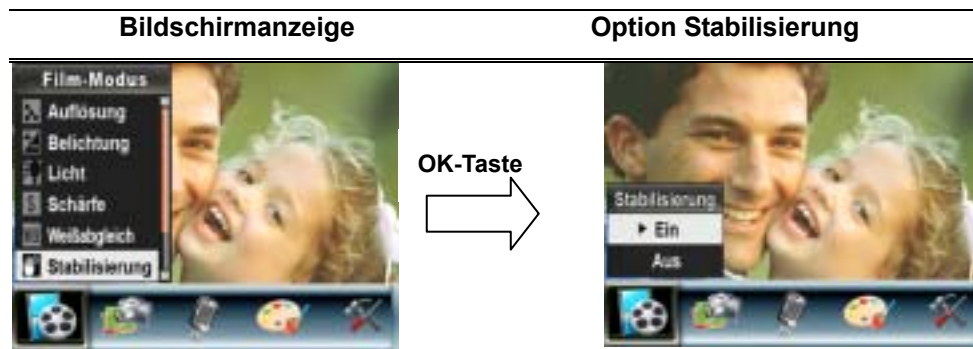 Bildschirmanzeige
Option Stabilisierung
Film-Modus
Auflösung
Belichtung
Licht
Schärfe
Weißabgleich
Stabilisierung
OK-Taste
Stabilisierung
Ein
Aus